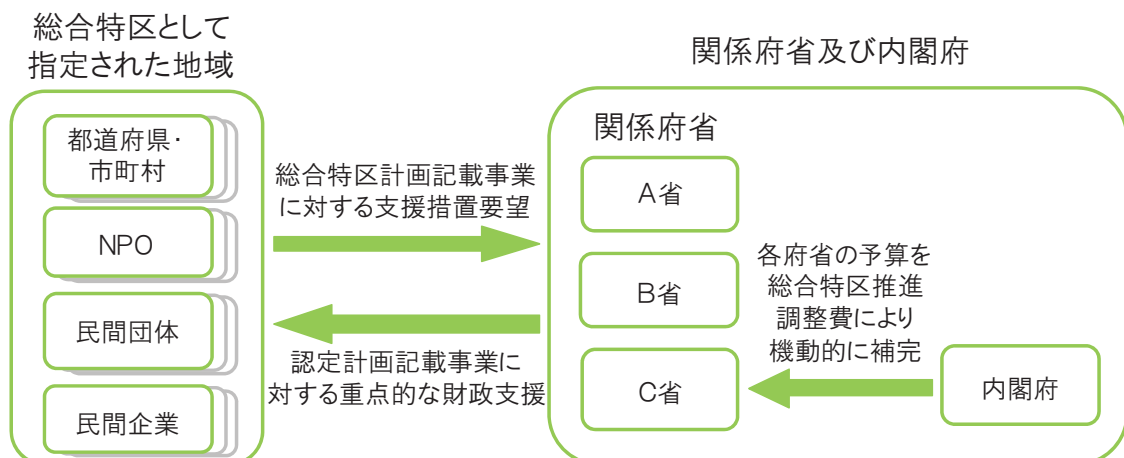 総合特区として
指定された地域
都道府県・
市町村
NPO
民間団体
民間企業
総合特区計画記載事業
に対する支援措置要望
認定計画記載事業に
対する重点的な財政支援
関係府省及び内閣府
関係府省
A省
B省
C省
各府省の予算を
総合特区推進
調整費により
機動的に補完
内閣府